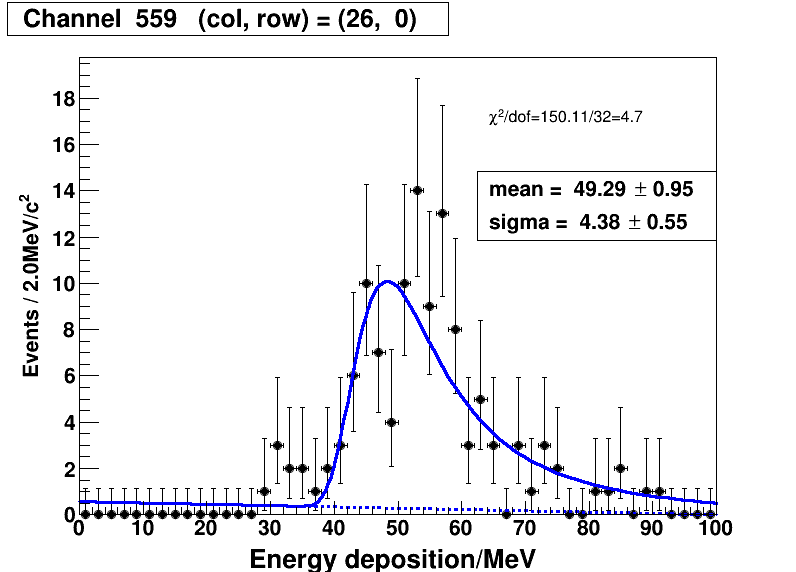 Channel  559   (col, row) = (26,  0)
χ²/dof=150.11/32=4.7
mean =  49.29 ± 0.95
sigma =  4.38 ± 0.55
Events / 2.0MeV/c²
18
16
14
12
10
8
6
4
2
0
0 10 20 30 40 50 60 70 80 90 100
Energy deposition/MeV